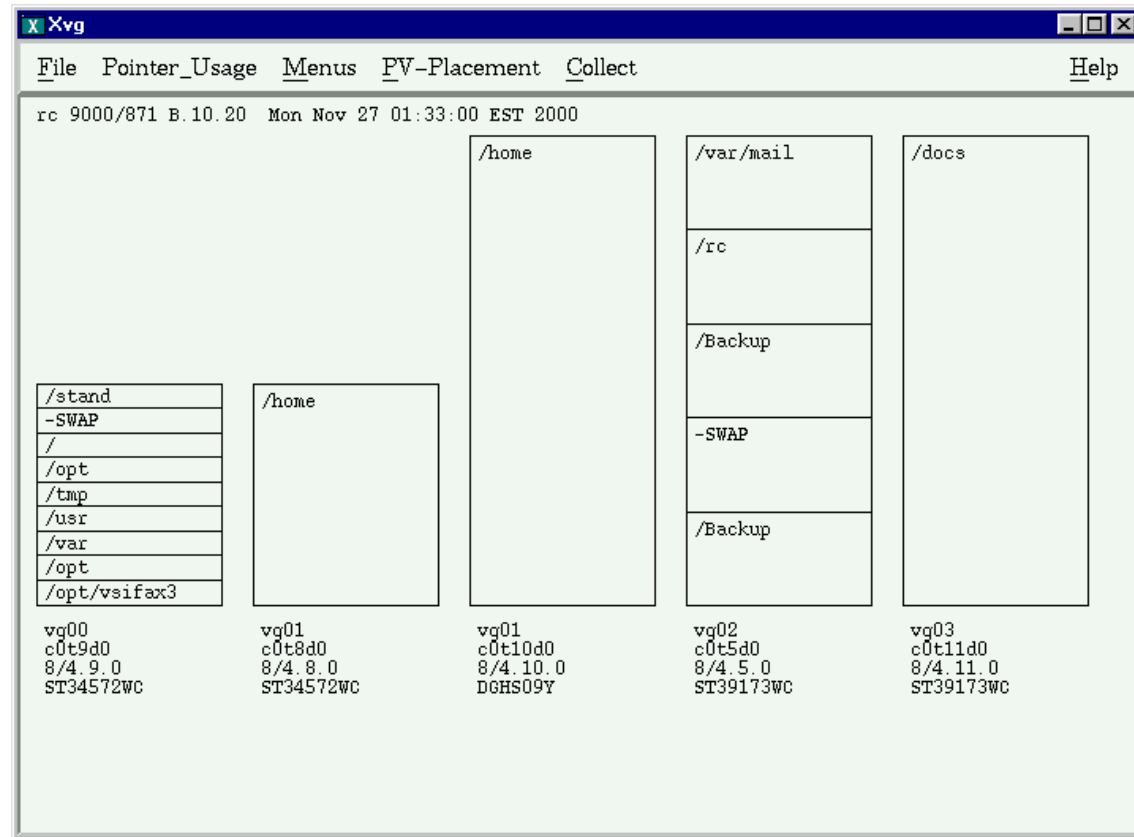 X Xvg
File Pointer_Usage Menus PV-Placement Collect Help
rc 9000/871 B.10.20 Mon Nov 27 01:33:00 EST 2000
/stand
-SWAP
/
/opt
/tmp
/usr
/var
/opt
/opt/vsifax3
vg00
c0t9d0
8/4.9.0
ST34572WC
/home
vg01
c0t8d0
8/4.8.0
ST34572WC
/home
vg01
c0t10d0
8/4.10.0
DGHS09Y
/var/mail
/rc
/Backup
-SWAP
/Backup
vg02
c0t5d0
8/4.5.0
ST39173WC
/docs
vg03
c0t11d0
8/4.11.0
ST39173WC